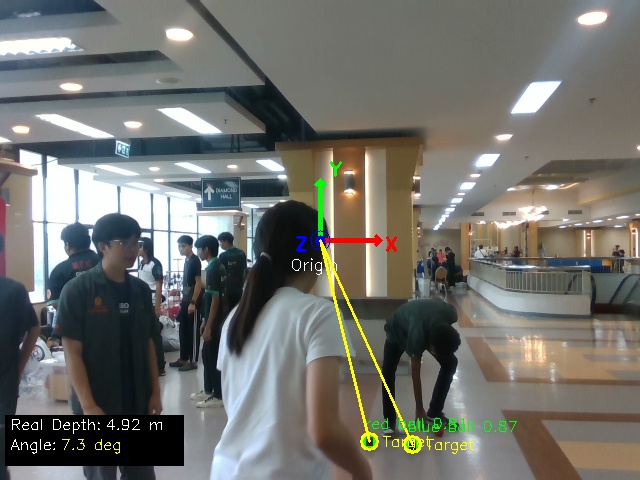 DIAMOND
HALL
Y
Z
X
Origin
Real Depth: 4.92 m
Angle: 7.3 deg
Blue Ball 0.87
Target
Target